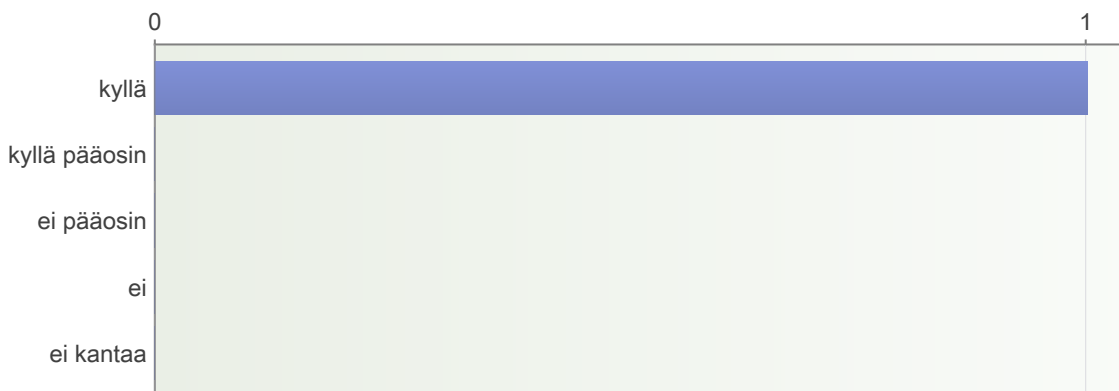 0 1
kyllä
kyllä pääosin
ei pääosin
ei
ei kantaa